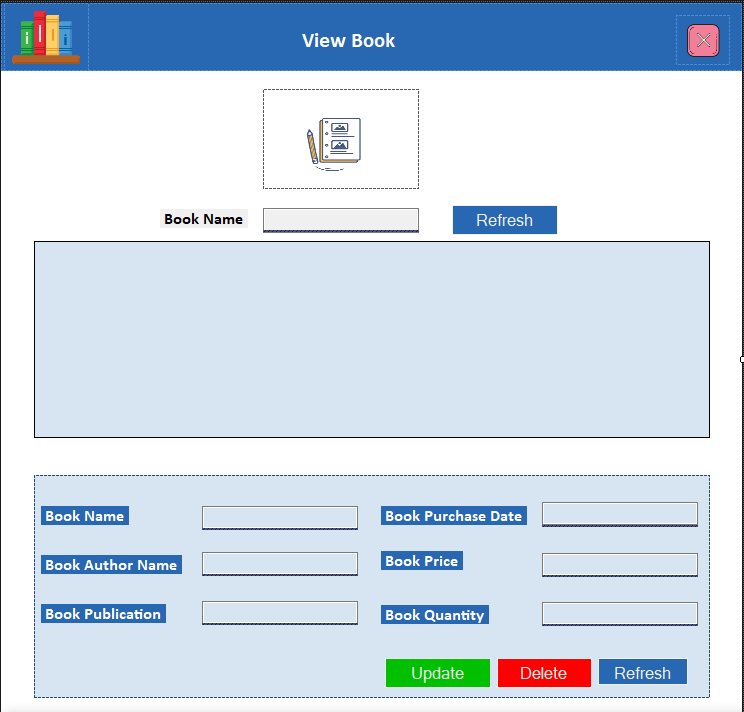 View Book
Book Name
Refresh
Book Name
Book Purchase Date
Book Author Name
Book Price
Book Publication
Book Quantity
Update Delete Refresh